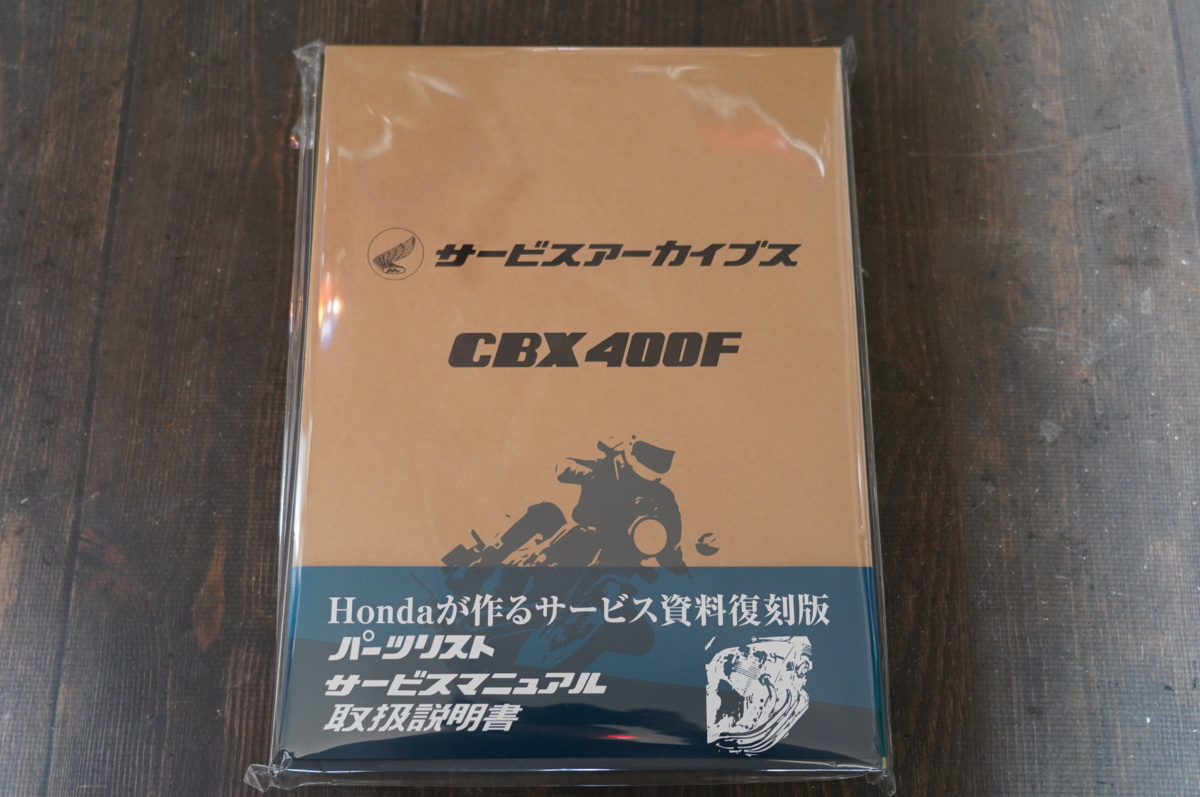 サービスアーカイブス
CBX400F
Hondaが作るサービス資料復刻版
パーツリスト
サービスマニュアル
取扱説明書